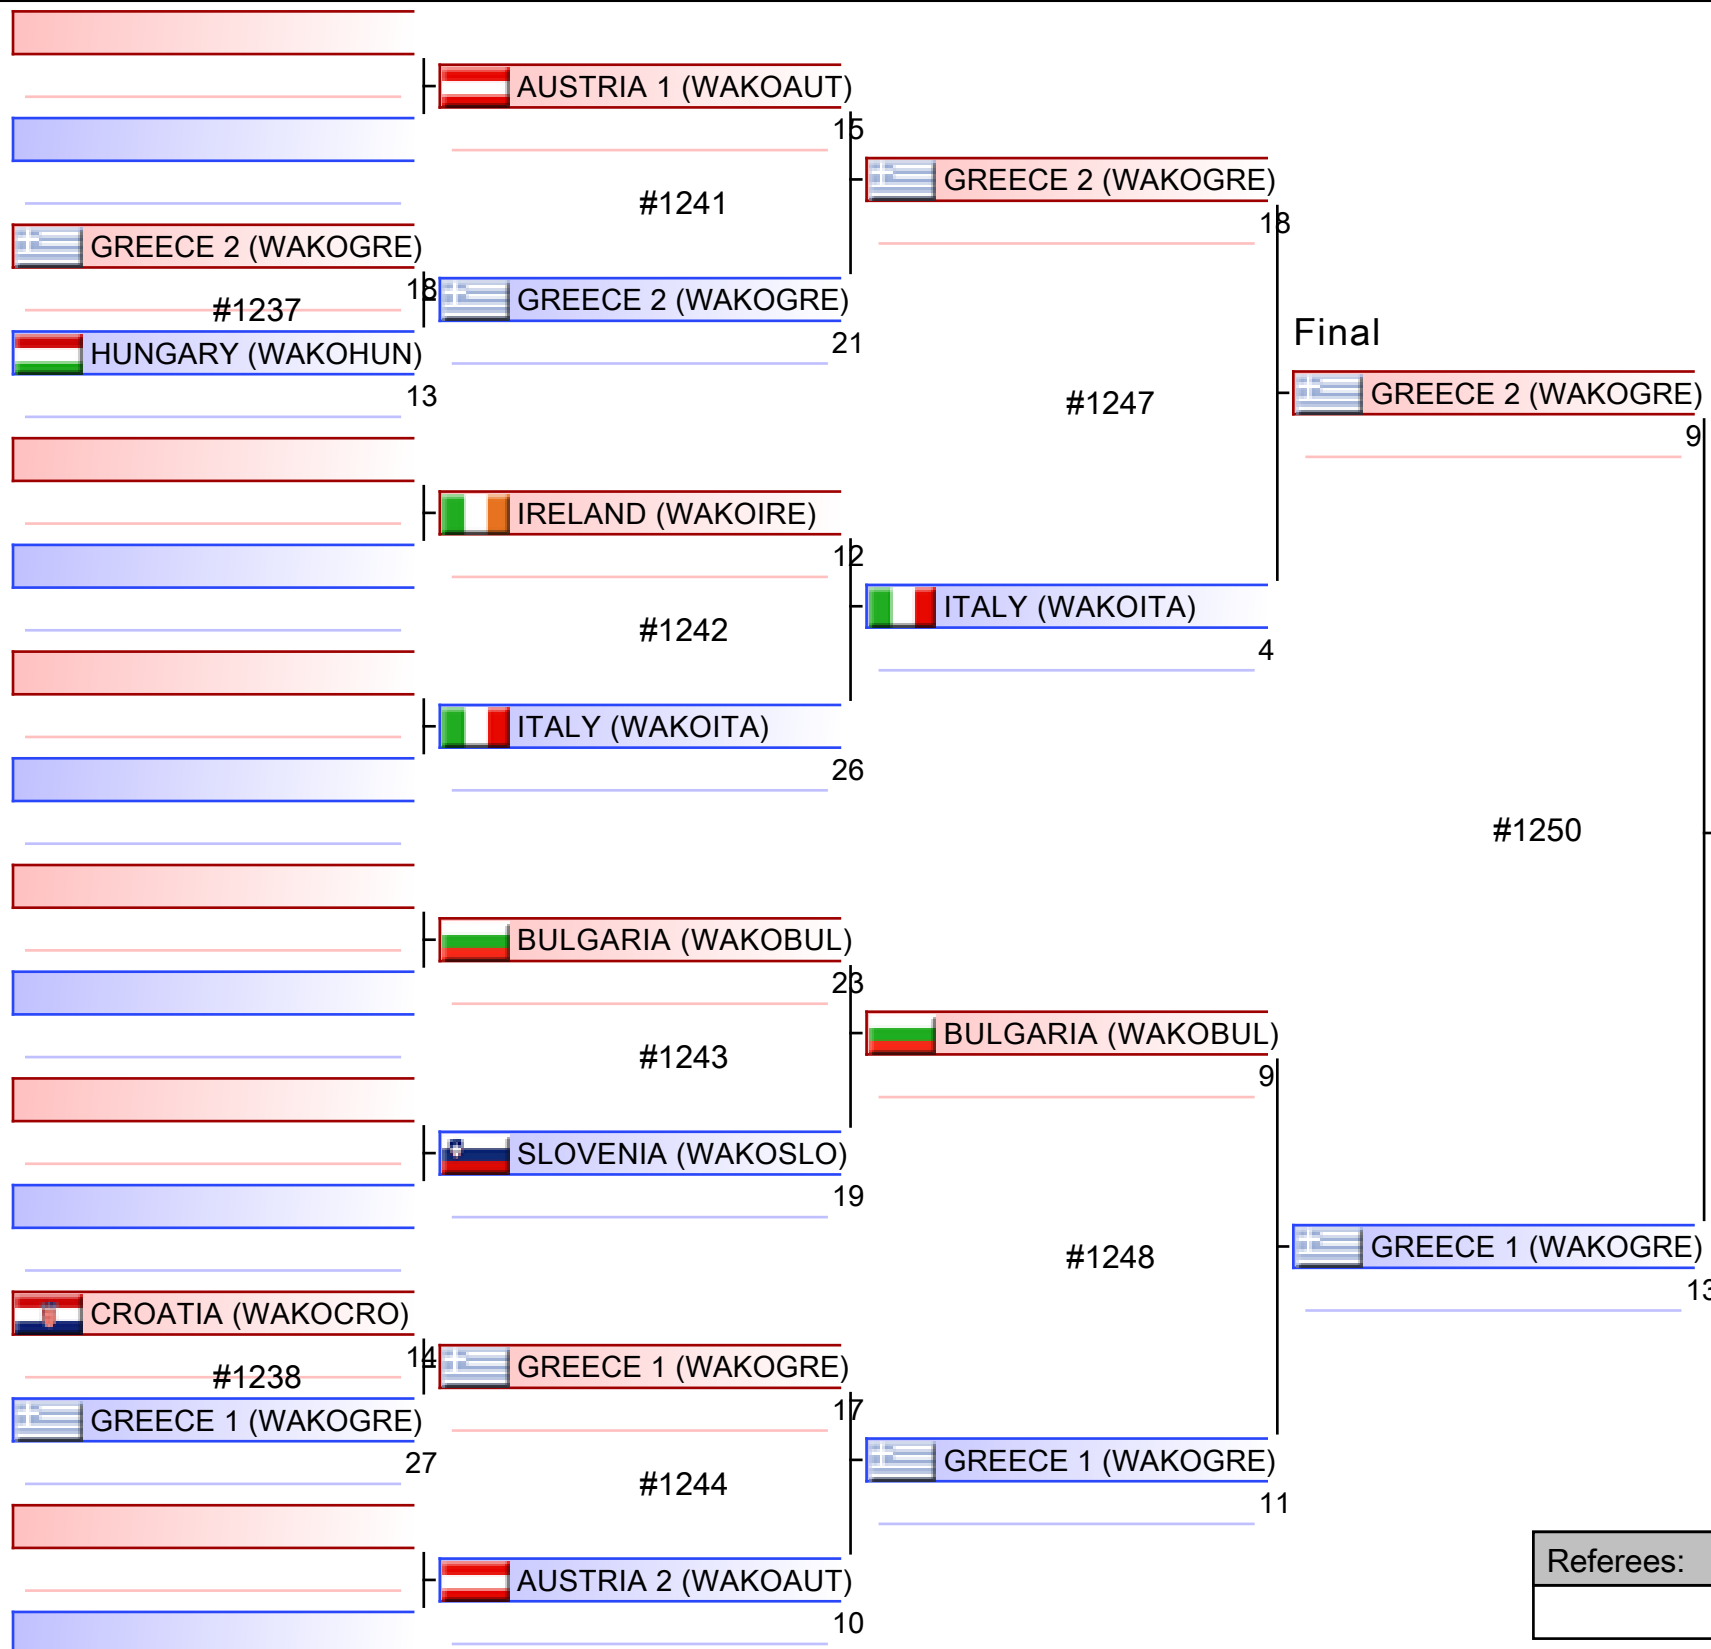 AUSTRIA 1 (WAKOAUT)
15
GREECE 2 (WAKOGRE)
18
#1241
GREECE 2 (WAKOGRE)
18
#1237
GREECE 2 (WAKOGRE)
21
HUNGARY (WAKOHUN)
13
Final
GREECE 2 (WAKOGRE)
9
#1247
IRELAND (WAKOIRE)
12
ITALY (WAKOITA)
4
#1242
ITALY (WAKOITA)
26
#1250
BULGARIA (WAKOBUL)
23
BULGARIA (WAKOBUL)
9
#1243
SLOVENIA (WAKOSLO)
19
#1248
GREECE 1 (WAKOGRE)
13
CROATIA (WAKOCRO)
14
#1238
GREECE 1 (WAKOGRE)
17
GREECE 1 (WAKOGRE)
27
GREECE 1 (WAKOGRE)
11
#1244
AUSTRIA 2 (WAKOAUT)
10
Referees: